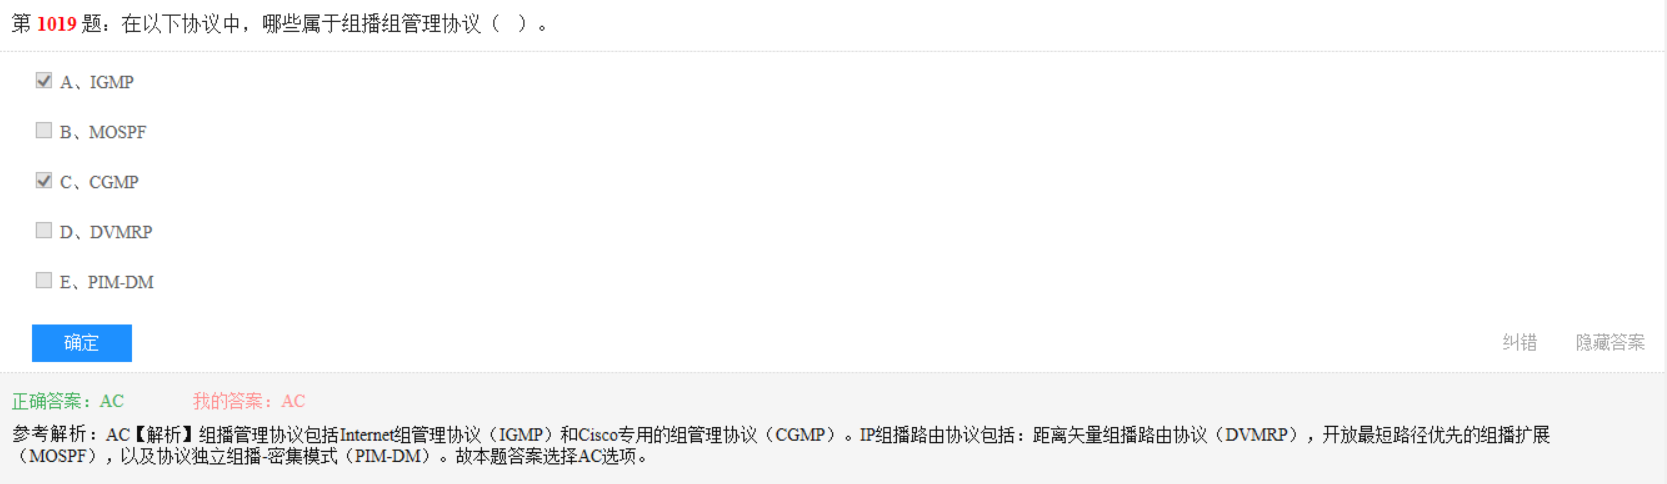 第 1019 题：在以下协议中，哪些属于组播组管理协议（　）。
A、IGMP
B、MOSPF
C、CGMP
D、DVMRP
E、PIM-DM
确定
纠错 隐藏答案
正确答案：AC 我的答案：AC
参考解析：AC【解析】组播管理协议包括Internet组管理协议（IGMP）和Cisco专用的组管理协议（CGMP）。IP组播路由协议包括：距离矢量组播路由协议（DVMRP），开放最短路径优先的组播扩展
（MOSPF），以及协议独立组播-密集模式（PIM-DM）。故本题答案选择AC选项。